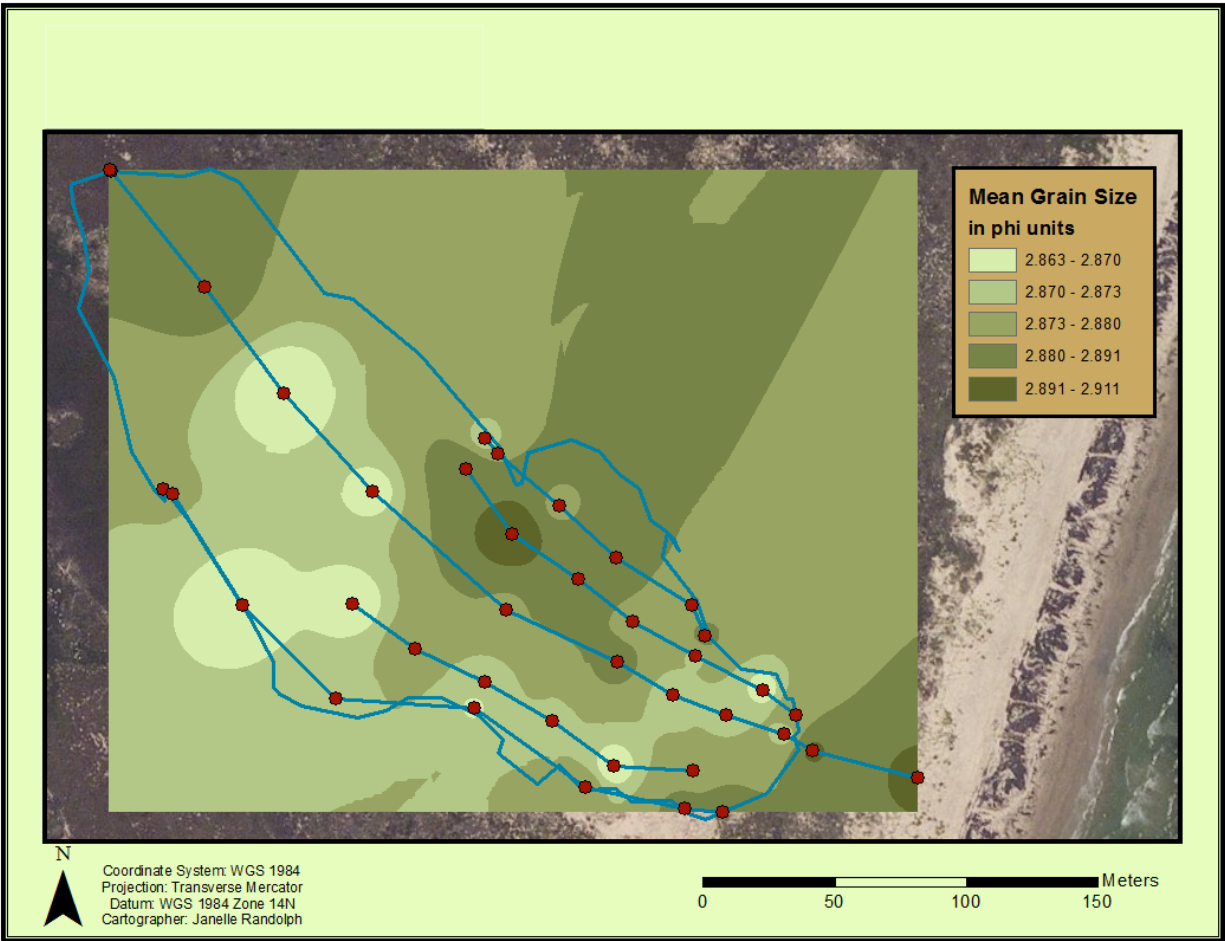 Mean Grain Size
in phi units
2.863 - 2.870
2.870 - 2.873
2.873 - 2.880
2.880 - 2.891
2.891 - 2.911
N
Coordinate System: WGS 1984
Projection: Transverse Mercator
Datum: WGS 1984 Zone 14N
Cartographer: Janelle Randolph
Meters
0 50 100 150